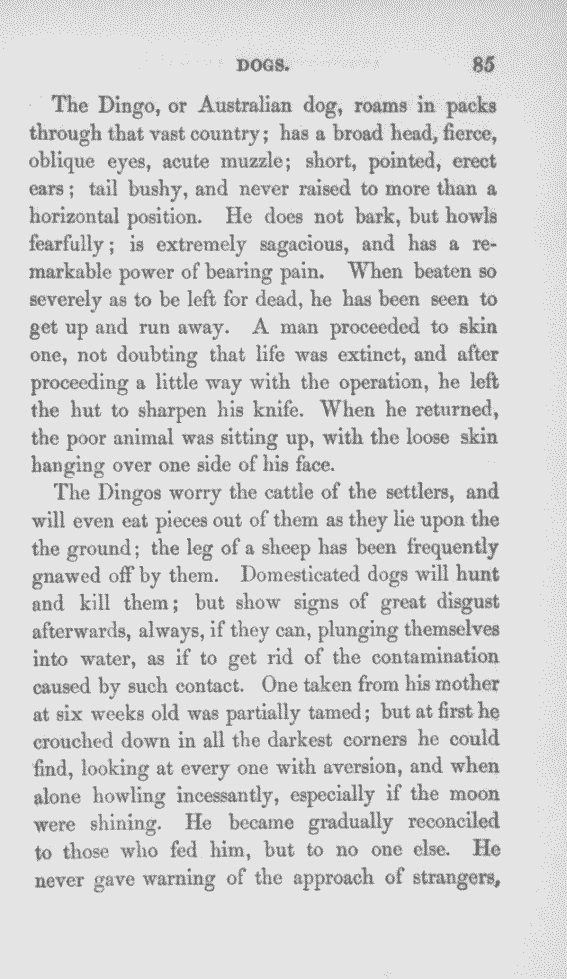 DOGS. 85
The Dingo, or Australian dog, roams in packs
through that vast country; has a broad head, fierce,
oblique eyes, acute muzzle; short, pointed, erect
ears; tail bushy, and never raised to more than a
horizontal position. He does not bark, but howls
fearfully; is extremely sagacious, and has a re-
markable power of bearing pain. When beaten so
severely as to be left for dead, he has been seen to
get up and run away. A man proceeded to skin
one, not doubting that life was extinct, and after
proceeding a little way with the operation, he left
the hut to sharpen his knife. When he returned,
the poor animal was sitting up, with the loose skin
hanging over one side of his face.
The Dingos worry the cattle of the settlers, and
will even eat pieces out of them as they lie upon the
the ground; the leg of a sheep has been frequently
gnawed off by them. Domesticated dogs will hunt
and kill them; but show signs of great disgust
afterwards, always, if they can, plunging themselves
into water, as if to get rid of the contamination
caused by such contact. One taken from his mother
at six weeks old was partially tamed; but at first he
crouched down in all the darkest corners he could
find, looking at every one with aversion, and when
alone howling incessantly, especially if the moon
were shining. He became gradually reconciled
to those who fed him, but to no one else. He
never gave warning of the approach of strangers,